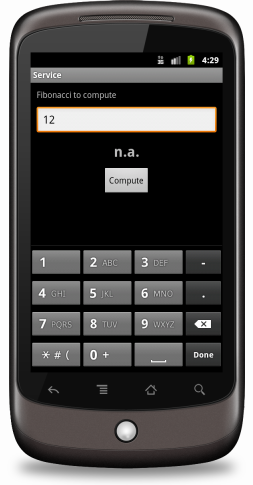 3G 4:29
Service
Fibonacci to compute
12
n.a.
Compute
1 2 ABC 3 DEF -
4 GHI 5 JKL 6 MNO .
7 PQRS 8 TUV 9 WXYZ
* # ( 0 + Done